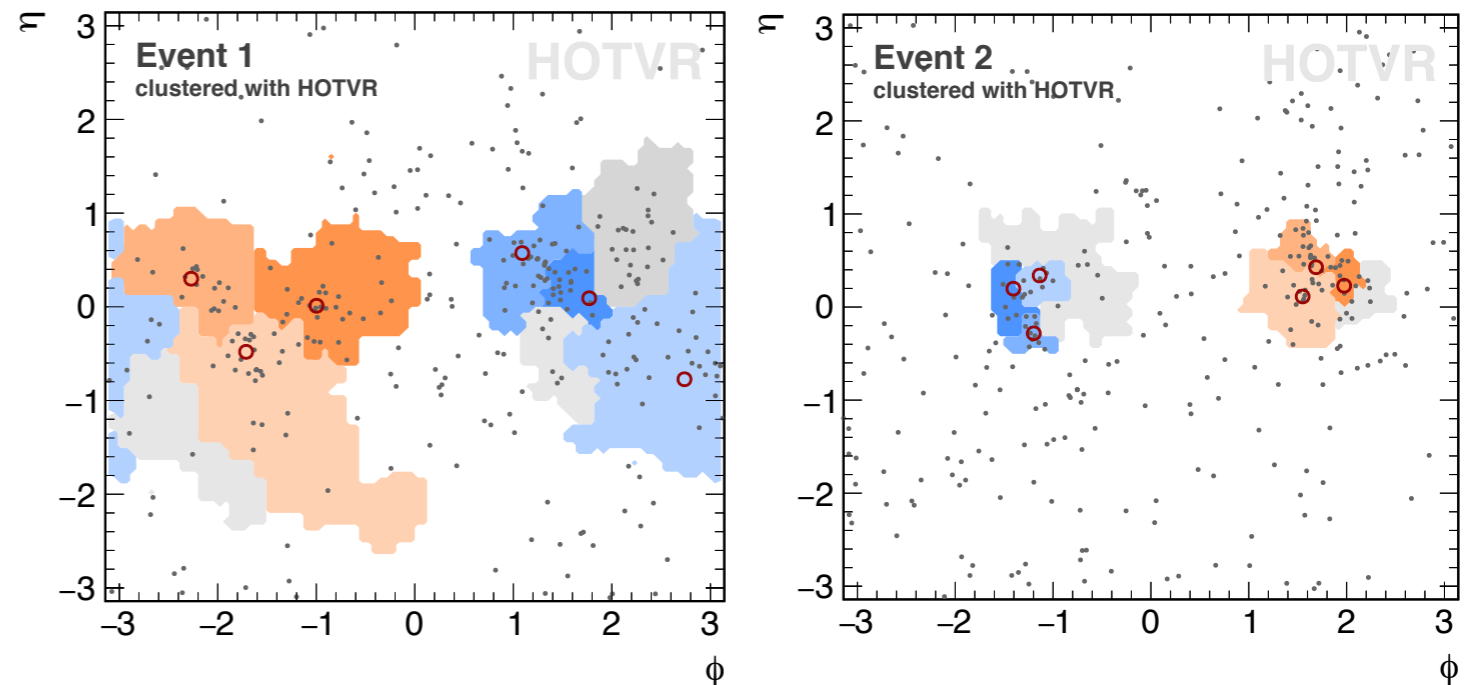 η
3
2
1
0
−1
−2
−3
Event 1
clustered with HOTVR
HOTVR
−3 −2 −1 0 1 2 3
ϕ
η
3
2
1
0
−1
−2
−3
Event 2
clustered with HOTVR
HOTVR
−3 −2 −1 0 1 2 3
ϕ